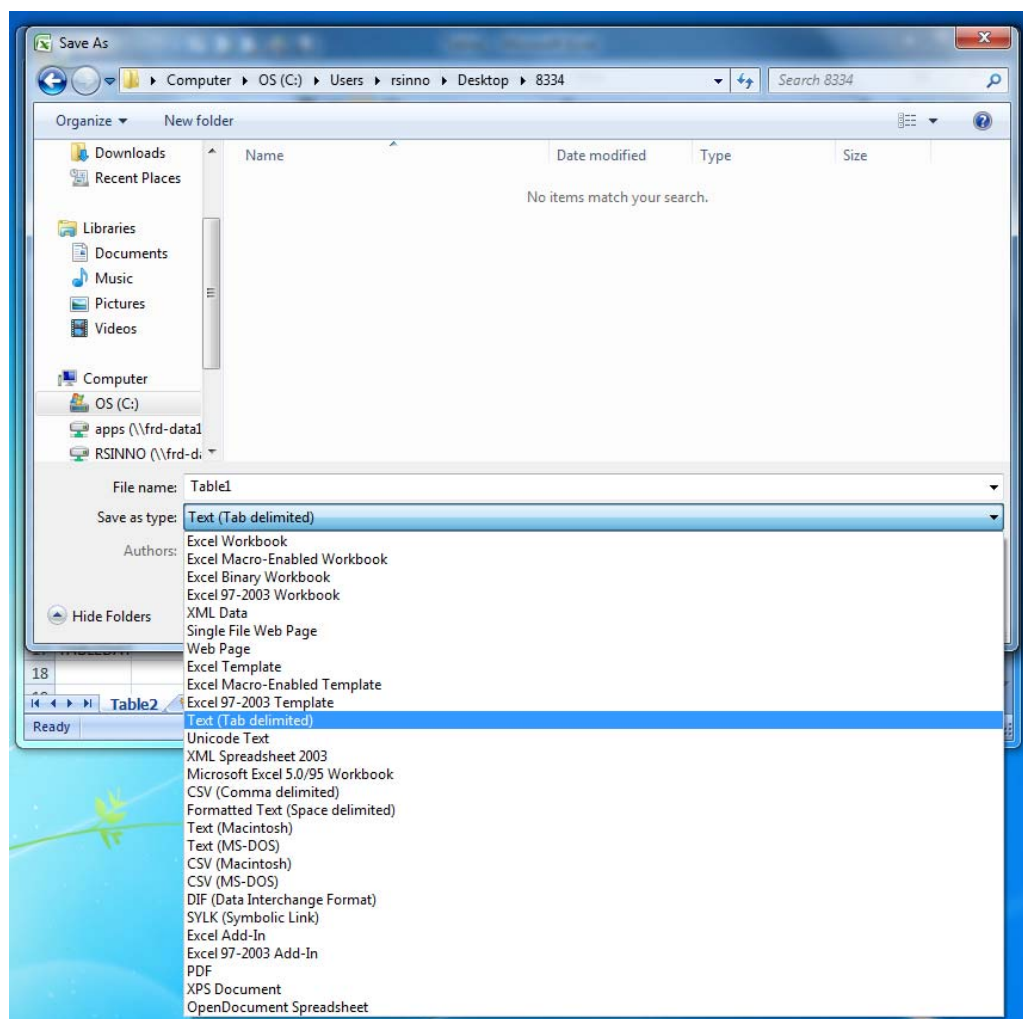 Save As
Computer OS (C:) Users rsinno Desktop 8334 Search 8334
Organize New folder
Downloads
Recent Places
Libraries
Documents
Music
Pictures
Videos
Computer
OS (C:)
apps (\\frd-data1
RSINNO (\\frd-da
Name Date modified Type Size
No items match your search.
File name: Table1
Save as type: Text (Tab delimited)
Authors:
Hide Folders
Excel Workbook
Excel Macro-Enabled Workbook
Excel Binary Workbook
Excel 97-2003 Workbook
XML Data
Single File Web Page
Web Page
Excel Template
Excel Macro-Enabled Template
Excel 97-2003 Template
Text (Tab delimited)
Unicode Text
XML Spreadsheet 2003
Microsoft Excel 5.0/95 Workbook
CSV (Comma delimited)
Formatted Text (Space delimited)
Text (Macintosh)
Text (MS-DOS)
CSV (Macintosh)
CSV (MS-DOS)
DIF (Data Interchange Format)
SYLK (Symbolic Link)
Excel Add-In
Excel 97-2003 Add-In
PDF
XPS Document
OpenDocument Spreadsheet
18
Table2
Ready